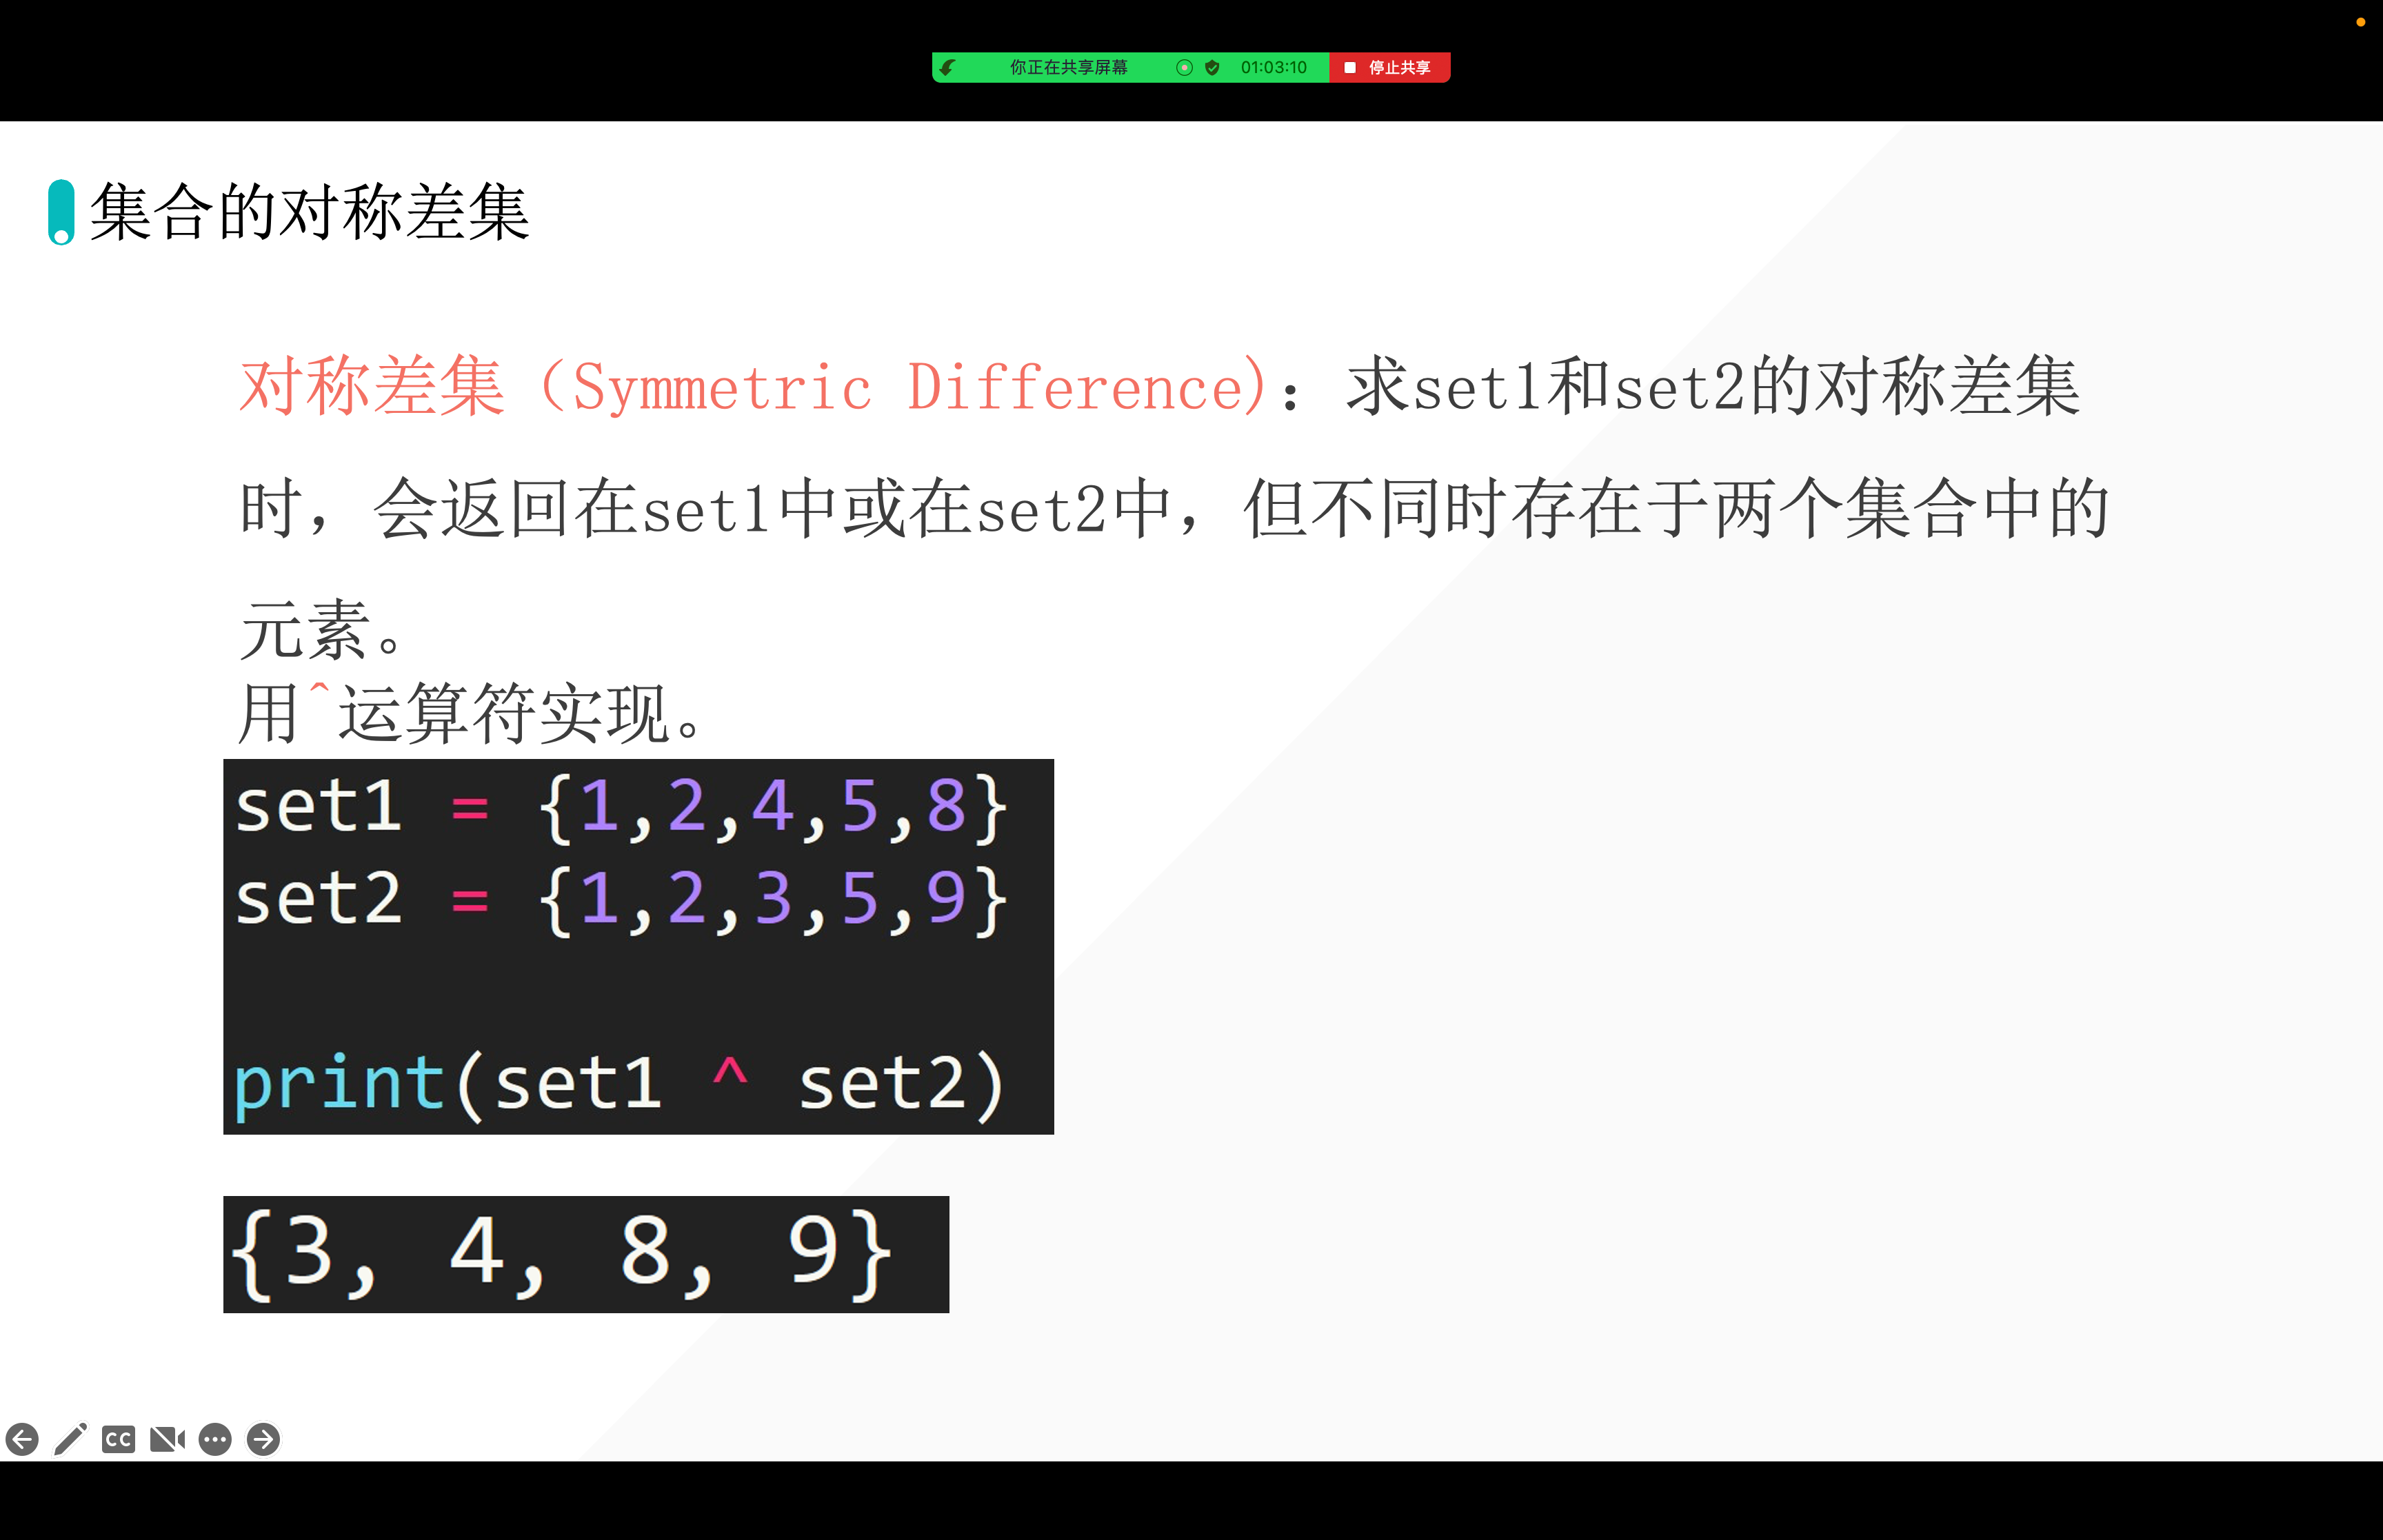 你正在共享屏幕 01:03:10 停止共享
集合的对称差集
对称差集（Symmetric Difference）：求set1和set2的对称差集
时，会返回在set1中或在set2中，但不同时存在于两个集合中的
元素。
用^运算符实现。
set1 = {1,2,4,5,8}
set2 = {1,2,3,5,9}
print(set1 ^ set2)
{3, 4, 8, 9}
CC